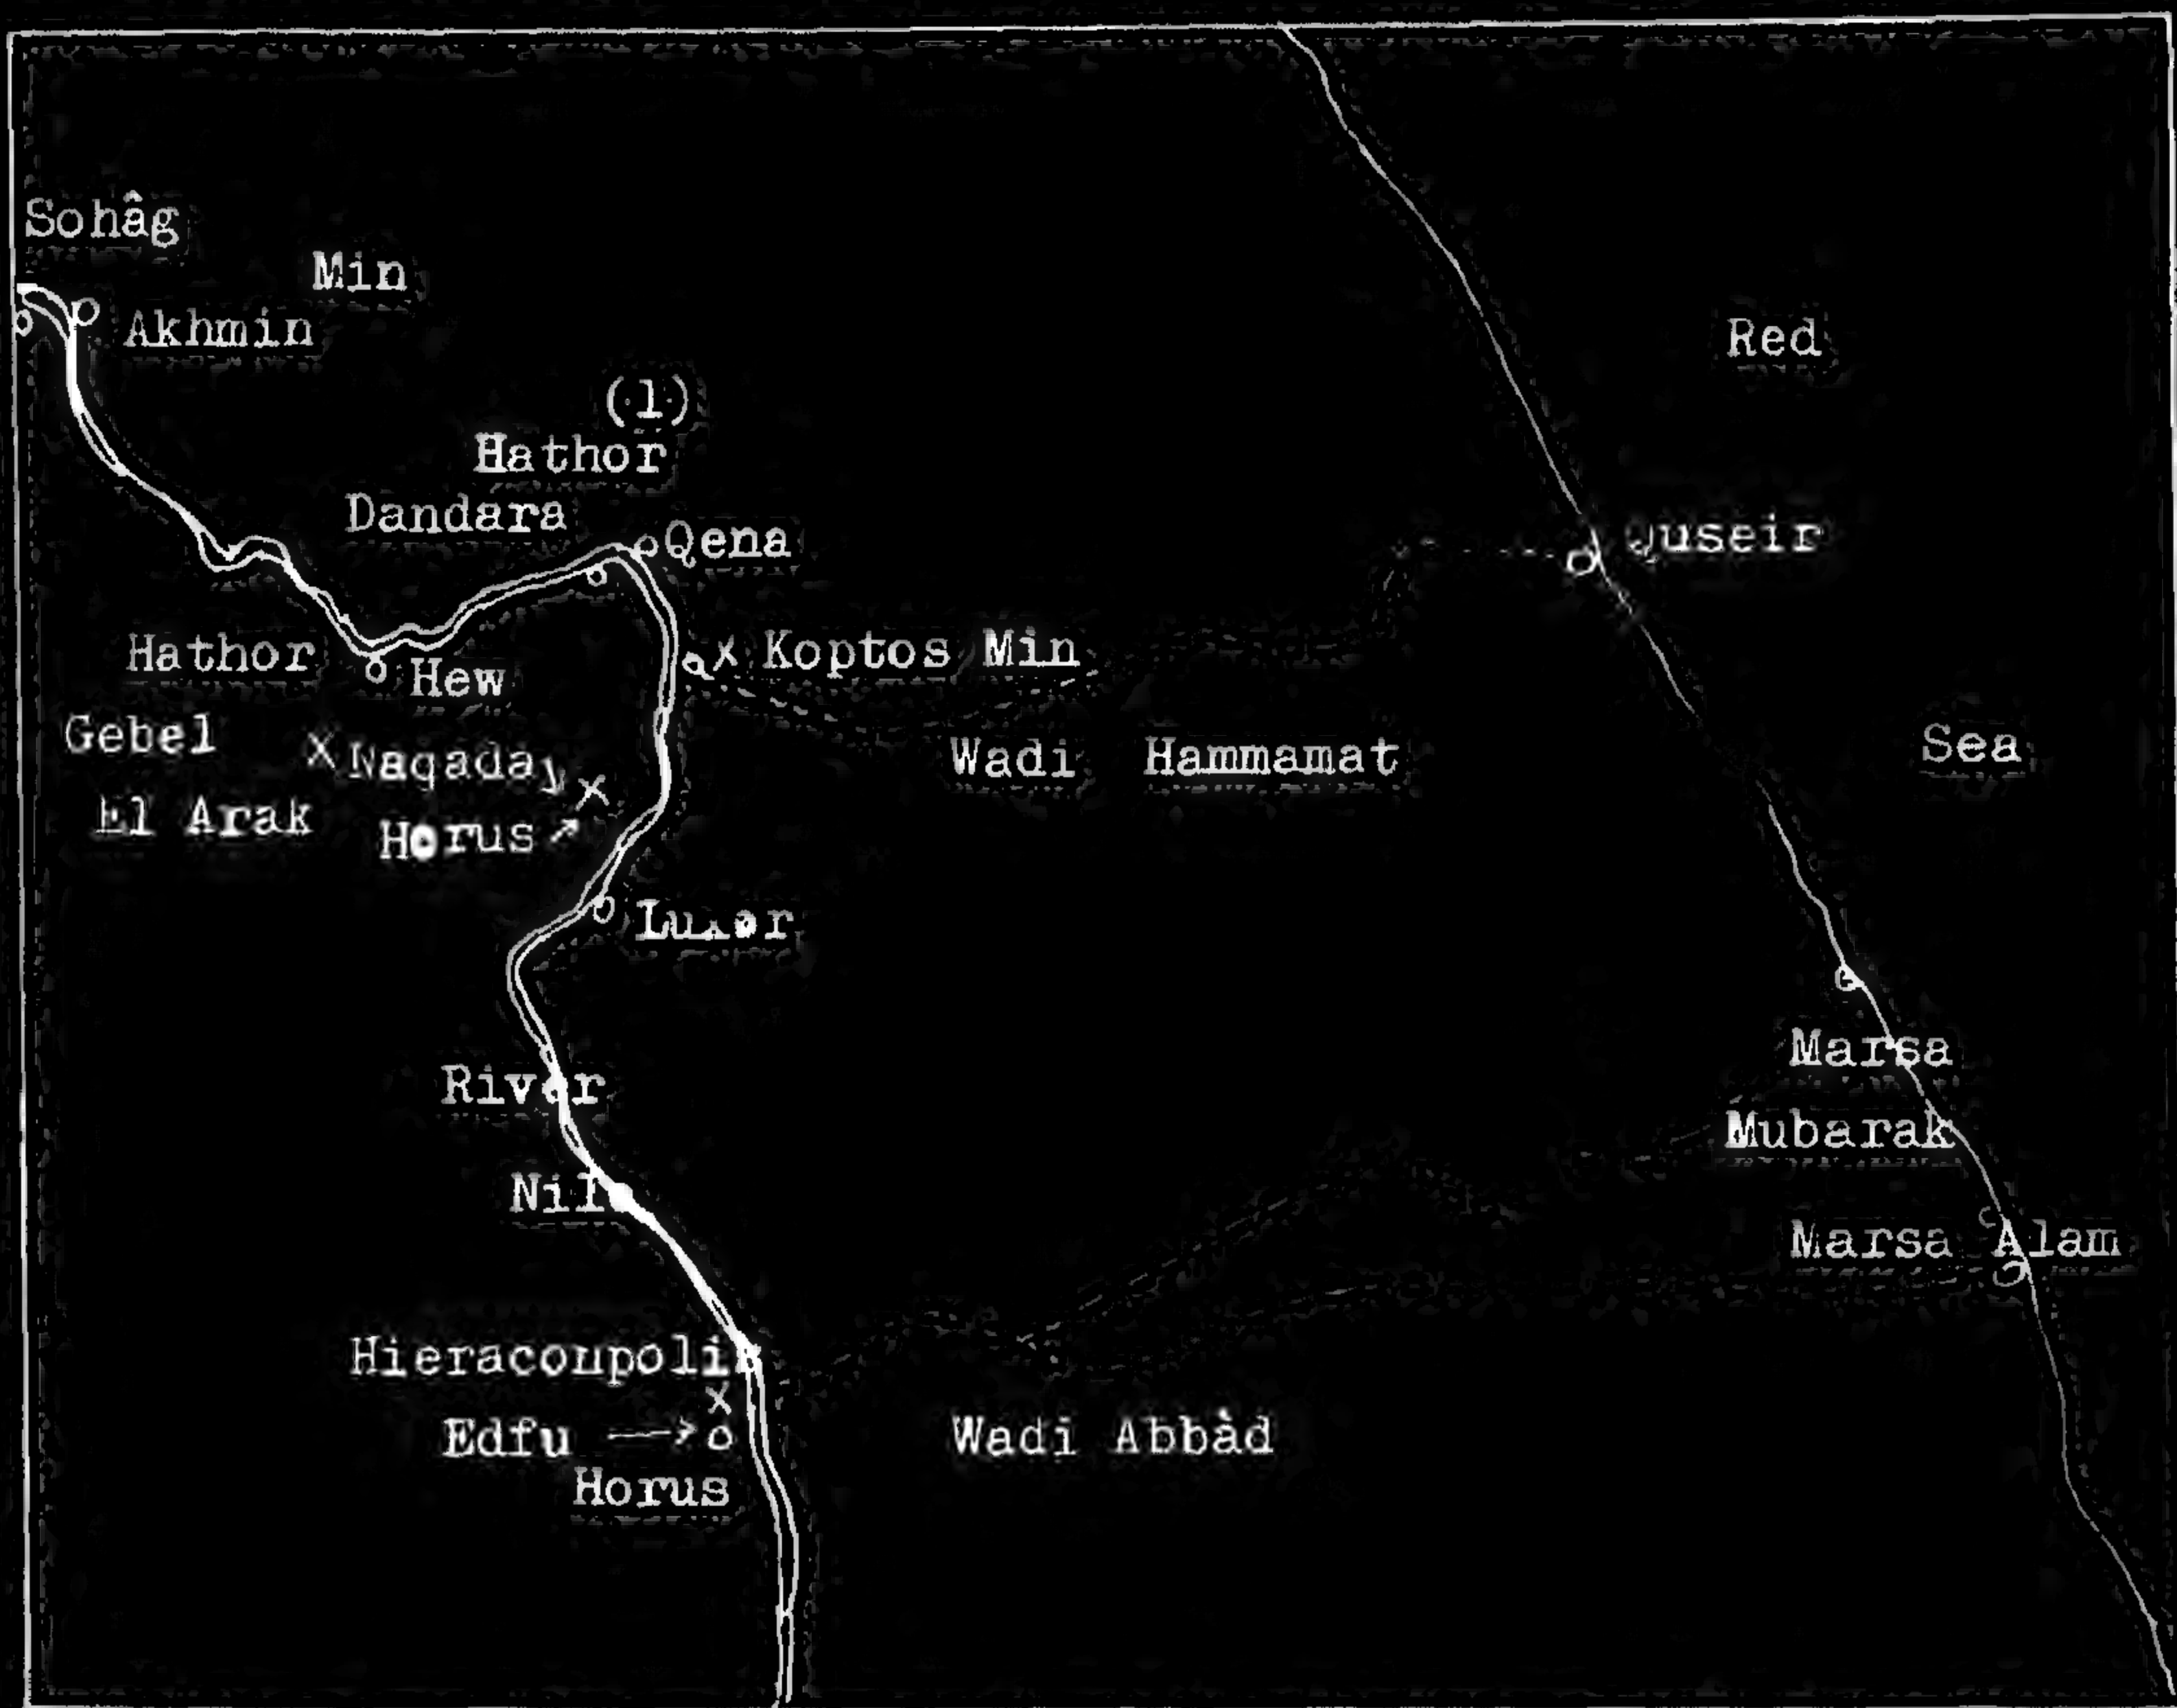 Sohâg
Min
Akhmin
(1)
Hathor
Dandara
Qena
Red
Quseir
Hathor
Hew
Koptos Min
Gebel
El Arak
Naqada
Horus
Wadi Hammamat
Sea
Luxor
River
Nile
Marsa
Mubarak
Marsa Alam
Hieraconpolis
Edfu
Horus
Wadi Abbàd